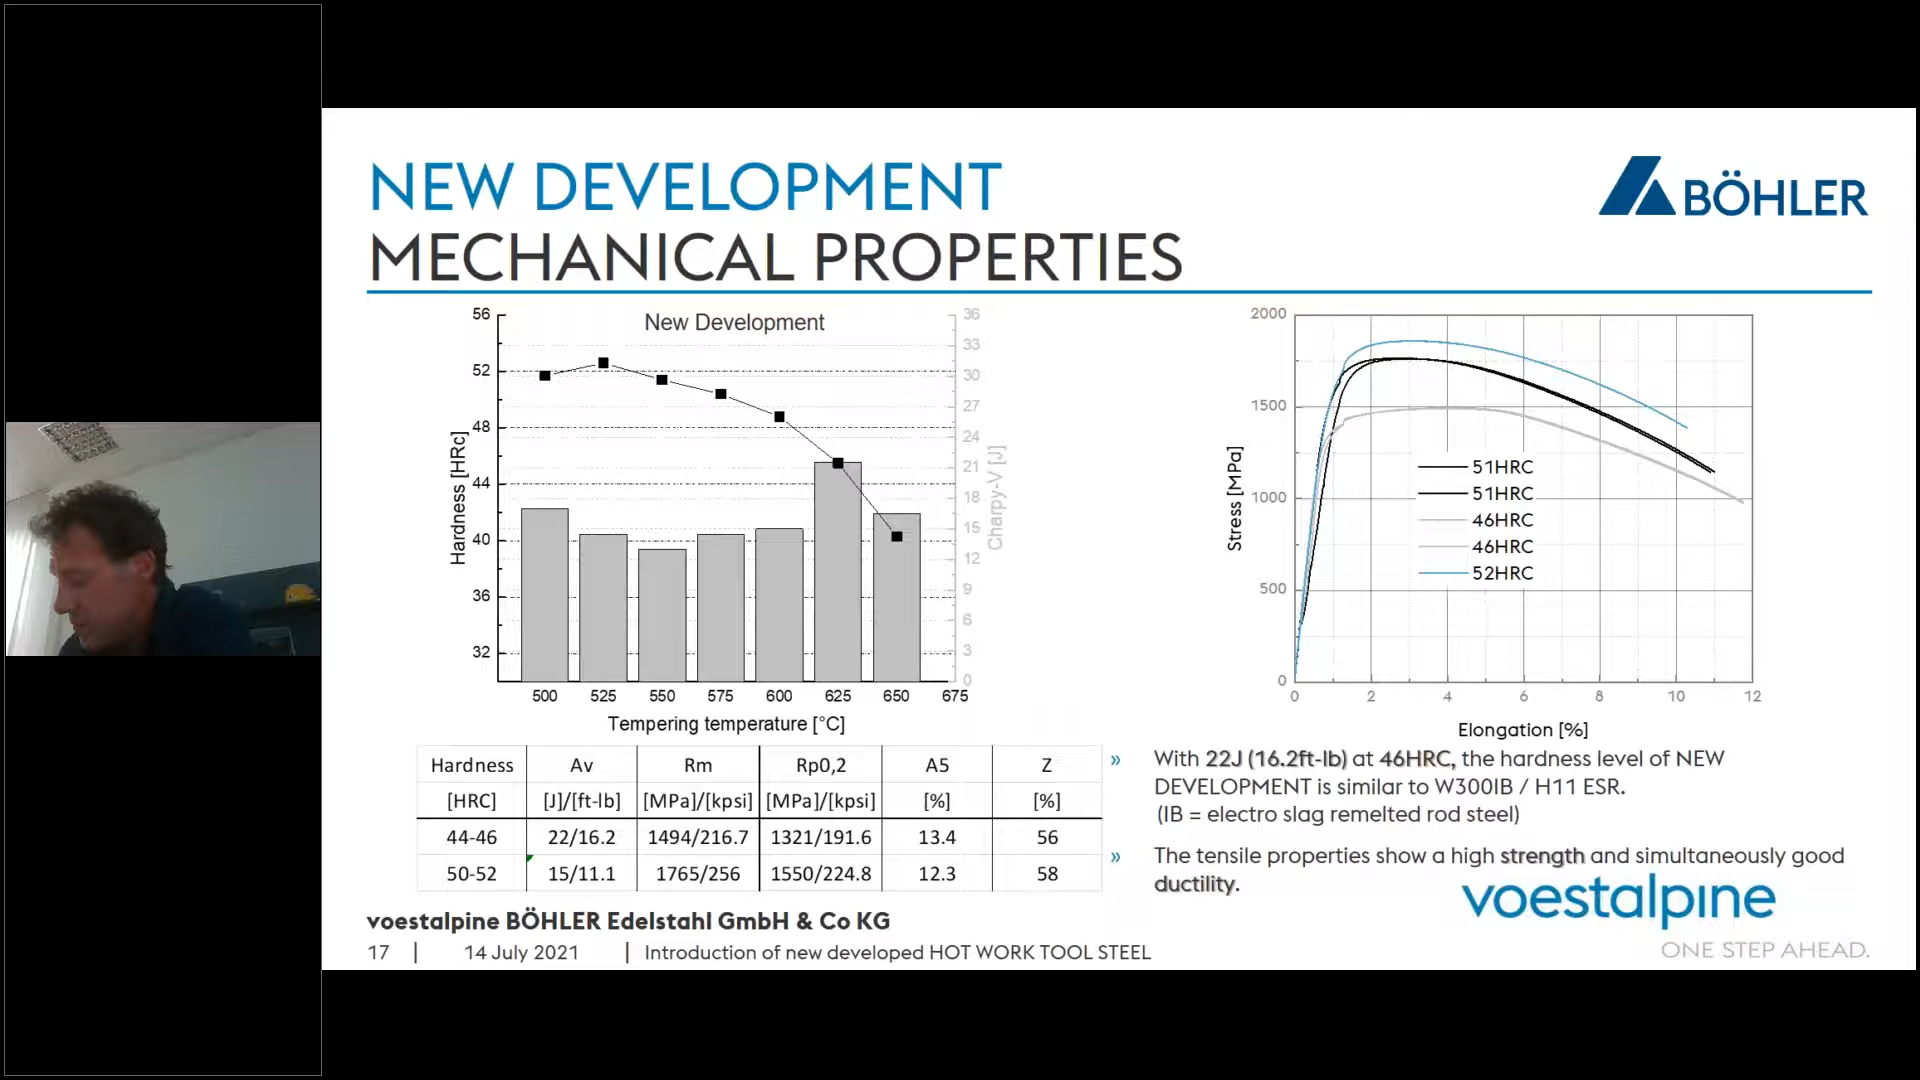 NEW DEVELOPMENT
MECHANICAL PROPERTIES
BÖHLER
New Development
56
52
48
44
40
36
32
Hardness [HRc]
36
33
30
27
24
21
18
15
12
9
6
3
0
Charpy-V [J]
500 525 550 575 600 625 650 675
Tempering temperature [°C]
2000
1500
1000
500
0
Stress [MPa]
51HRC
51HRC
46HRC
46HRC
52HRC
0 2 4 6 8 10 12
Elongation [%]
Hardness Av Rm Rp0,2 A5 Z
[HRC] [J]/[ft-lb] [MPa]/[kpsi] [MPa]/[kpsi] [%] [%]
44-46 22/16.2 1494/216.7 1321/191.6 13.4 56
50-52 15/11.1 1765/256 1550/224.8 12.3 58
» With 22J (16.2ft-lb) at 46HRC, the hardness level of NEW
DEVELOPMENT is similar to W300IB / H11 ESR.
(IB = electro slag remelted rod steel)
» The tensile properties show a high strength and simultaneously good
ductility.
voestalpine
ONE STEP AHEAD.
voestalpine BÖHLER Edelstahl GmbH & Co KG
17 | 14 July 2021 | Introduction of new developed HOT WORK TOOL STEEL